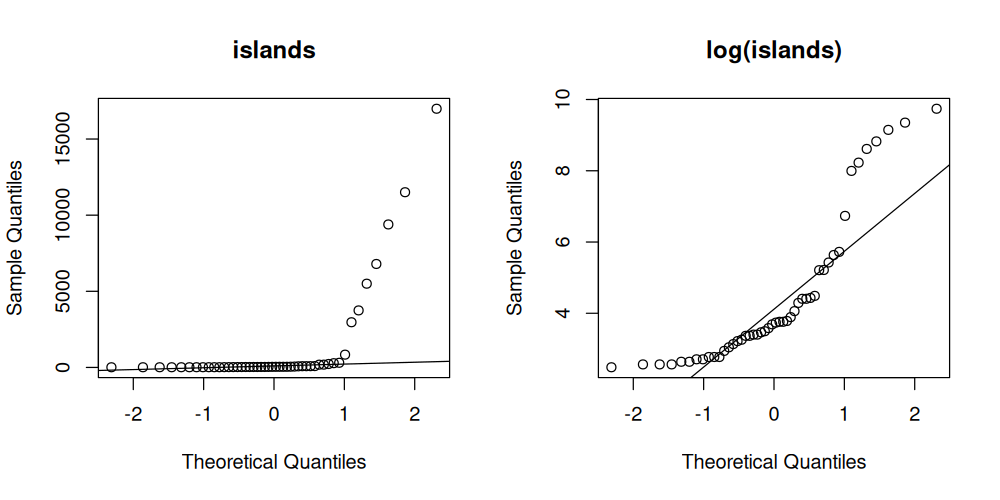 islands
Sample Quantiles
15000
10000
5000
0
-2 -1 0 1 2
Theoretical Quantiles
log(islands)
Sample Quantiles
10
8
6
4
-2 -1 0 1 2
Theoretical Quantiles